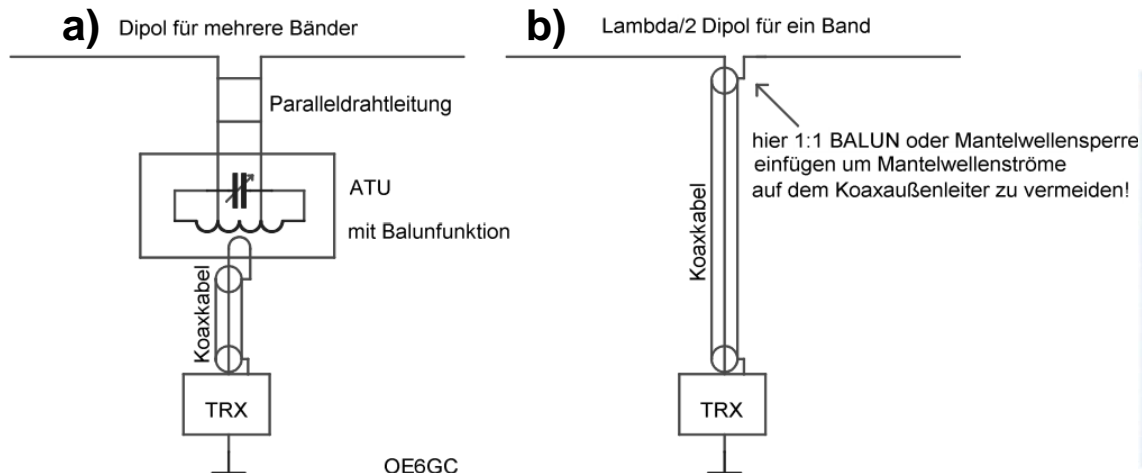 a) Dipol für mehrere Bänder
Paralleldrahtleitung
ATU
mit Balunfunktion
Koaxkabel
TRX
OE6GC
b) Lambda/2 Dipol für ein Band
hier 1:1 BALUN oder Mantelwellensperre
einfügen um Mantelwellenströme
auf dem Koaxaußenleiter zu vermeiden!
Koaxkabel
TRX